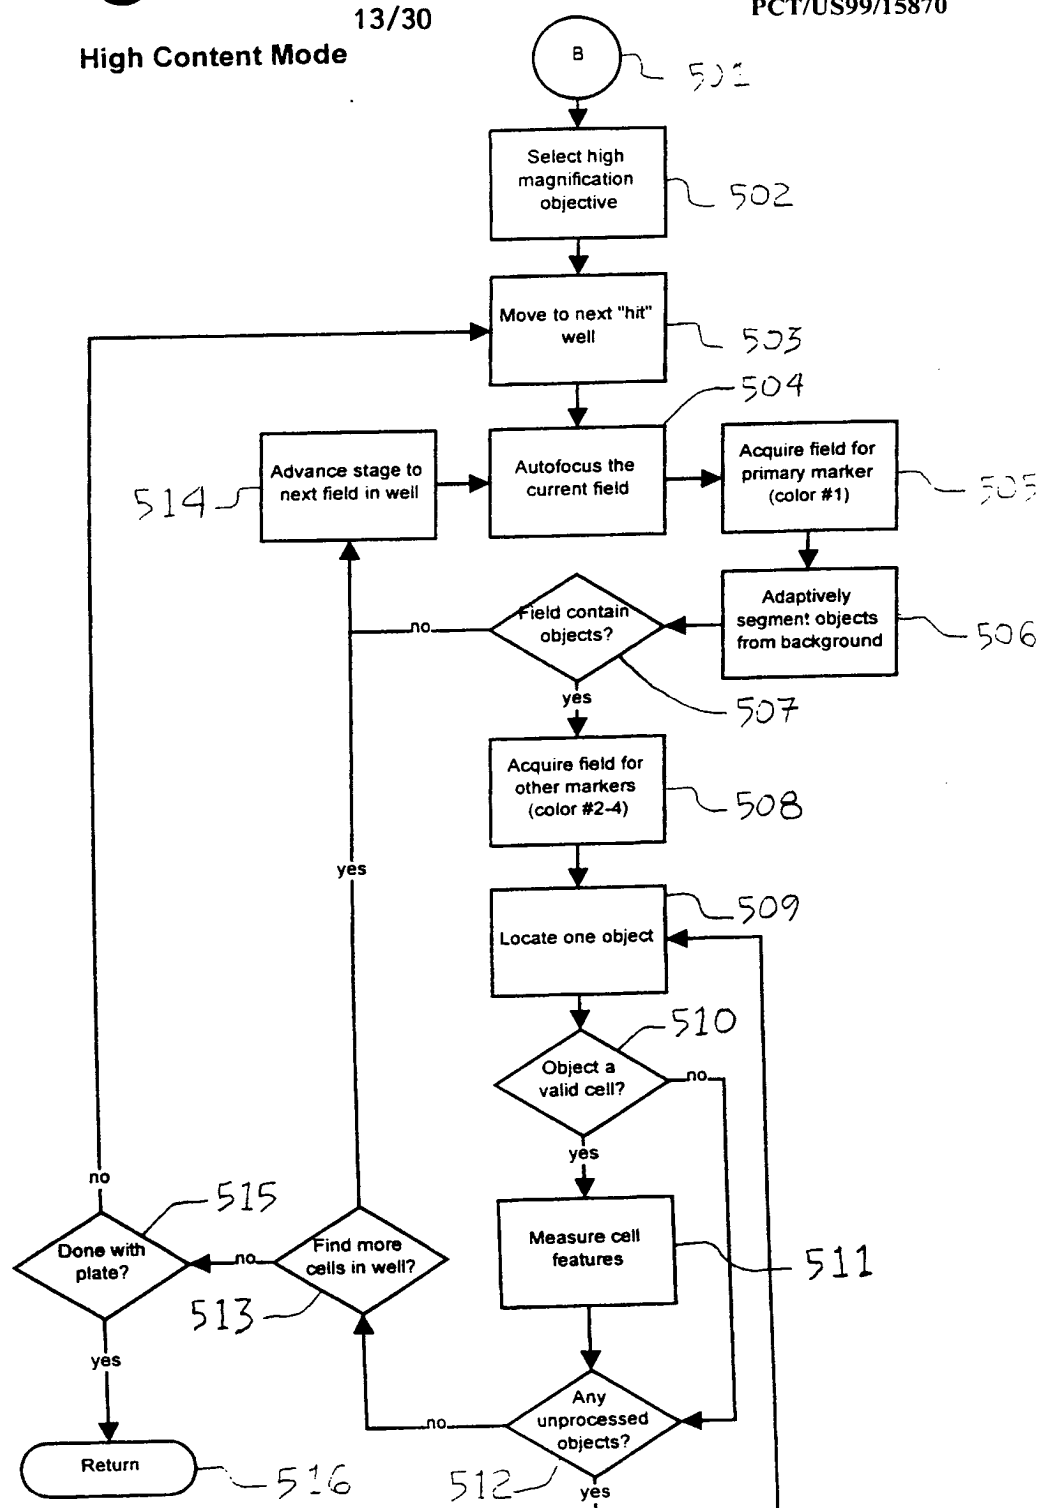 13/30
PCT/US99/15870
High Content Mode
B
501
Select high
magnification
objective
502
Move to next "hit"
well
503
504
Advance stage to
next field in well
514
Autofocus the
current field
Acquire field for
primary marker
(color #1)
505
Field contain
objects?
no
Adaptively
segment objects
from background
506
yes
507
Acquire field for
other markers
(color #2-4)
508
yes
509
Locate one object
510
Object a
valid cell?
no
yes
no
515
Done with
plate?
no
Find more
cells in well?
513
Measure cell
features
511
yes
Any
unprocessed
objects?
no
Return
516
512
yes